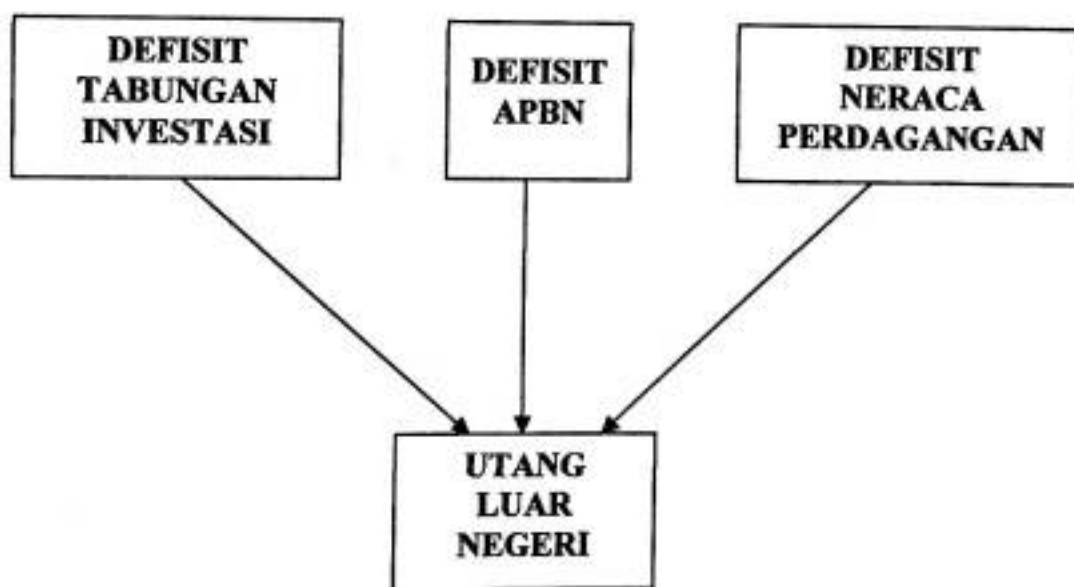 DEFISIT
TABUNGAN
INVESTASI
DEFISIT
APBN
DEFISIT
NERACA
PERDAGANGAN
UTANG
LUAR
NEGERI